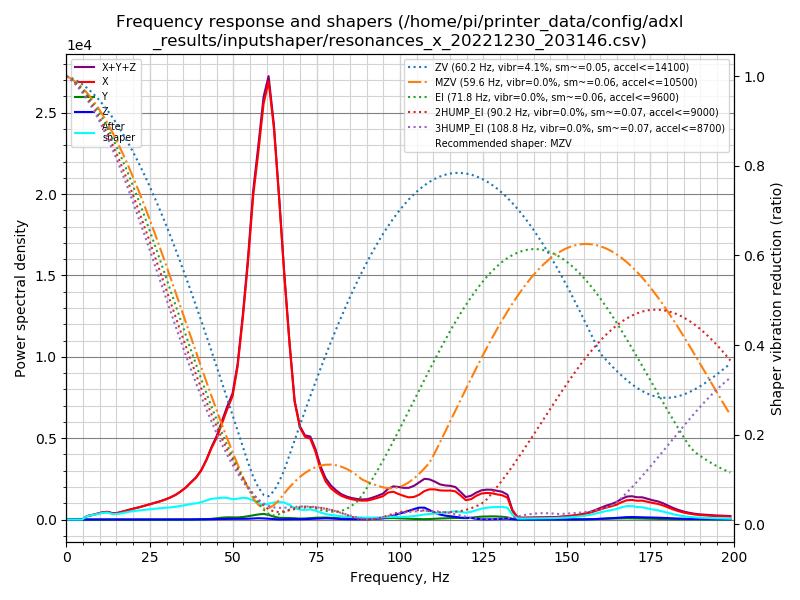 Frequency response and shapers (/home/pi/printer_data/config/adxl
_results/inputshaper/resonances_x_20221230_203146.csv)
1e4
X+Y+Z
X
Y
Z
After
shaper
ZV (60.2 Hz, vibr=4.1%, sm~=0.05, accel<=14100)
MZV (59.6 Hz, vibr=0.0%, sm~=0.06, accel<=10500)
EI (71.8 Hz, vibr=0.0%, sm~=0.06, accel<=9600)
2HUMP_EI (90.2 Hz, vibr=0.0%, sm~=0.07, accel<=9000)
3HUMP_EI (108.8 Hz, vibr=0.0%, sm~=0.07, accel<=8700)
Recommended shaper: MZV
Power spectral density
2.5
2.0
1.5
1.0
0.5
0.0
1.0
0.8
0.6
0.4
0.2
0.0
Shaper vibration reduction (ratio)
0 25 50 75 100 125 150 175 200
Frequency, Hz